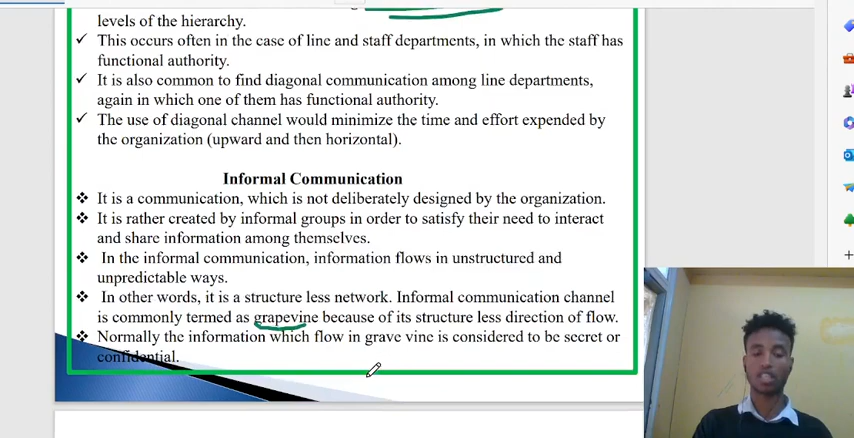 levels of the hierarchy.
✓ This occurs often in the case of line and staff departments, in which the staff has
functional authority.
✓ It is also common to find diagonal communication among line departments,
again in which one of them has functional authority.
✓ The use of diagonal channel would minimize the time and effort expended by
the organization (upward and then horizontal).
Informal Communication
❖ It is a communication, which is not deliberately designed by the organization.
❖ It is rather created by informal groups in order to satisfy their need to interact
and share information among themselves.
❖ In the informal communication, information flows in unstructured and
unpredictable ways.
❖ In other words, it is a structure less network. Informal communication channel
is commonly termed as grapevine because of its structure less direction of flow.
❖ Normally the information which flow in grave vine is considered to be secret or
confidential.